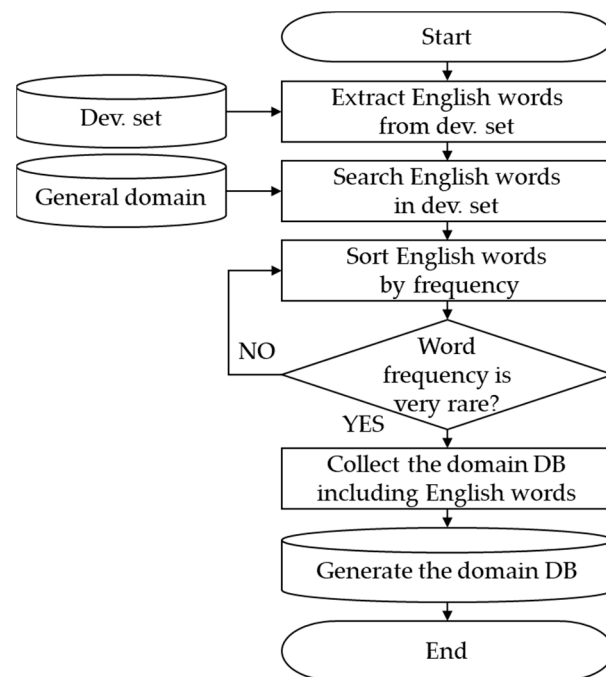 Start
Dev. set
Extract English words
from dev. set
General domain
Search English words
in dev. set
Sort English words
by frequency
NO
Word
frequency is
very rare?
YES
Collect the domain DB
including English words
Generate the domain DB
End